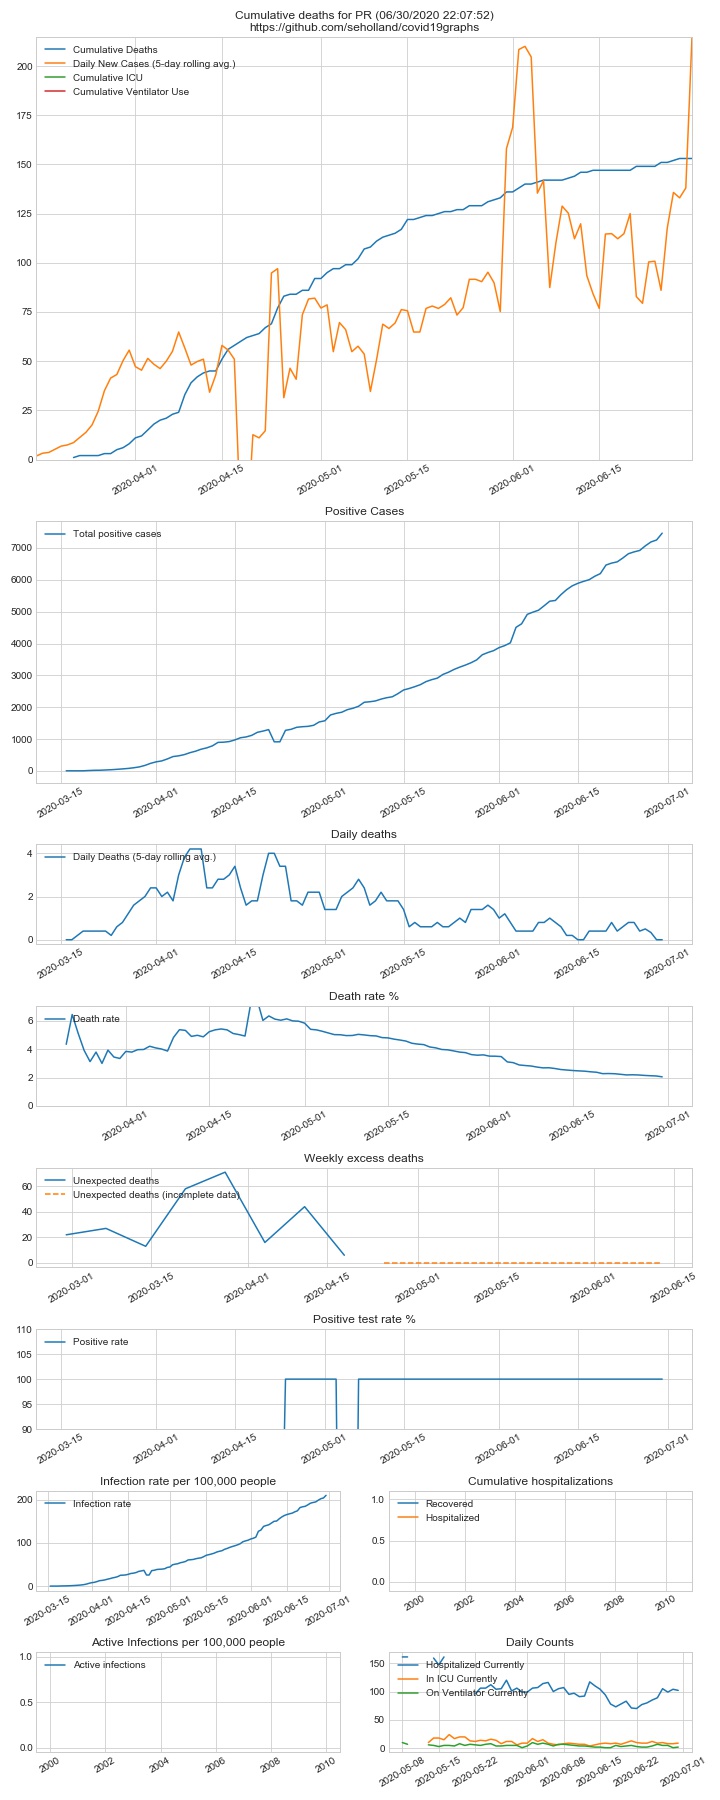 Cumulative deaths for PR (06/30/2020 22:07:52)
https://github.com/seholland/covid19graphs
Cumulative Deaths
Daily New Cases (5-day rolling avg.)
Cumulative ICU
Cumulative Ventilator Use
200
175
150
125
100
75
50
25
0
2020-04-01 2020-04-15 2020-05-01 2020-05-15 2020-06-01 2020-06-15
Positive Cases
Total positive cases
7000
6000
5000
4000
3000
2000
1000
0
2020-03-15 2020-04-01 2020-04-15 2020-05-01 2020-05-15 2020-06-01 2020-06-15 2020-07-01
Daily deaths
Daily Deaths (5-day rolling avg.)
4
2
0
2020-03-15 2020-04-01 2020-04-15 2020-05-01 2020-05-15 2020-06-01 2020-06-15 2020-07-01
Death rate %
Death rate
6
4
2
0
2020-04-01 2020-04-15 2020-05-01 2020-05-15 2020-06-01 2020-06-15 2020-07-01
Weekly excess deaths
Unexpected deaths
Unexpected deaths (incomplete data)
60
40
20
0
2020-03-01 2020-03-15 2020-04-01 2020-04-15 2020-05-01 2020-05-15 2020-06-01 2020-06-15
Positive test rate %
Positive rate
110
105
100
95
90
2020-03-15 2020-04-01 2020-04-15 2020-05-01 2020-05-15 2020-06-01 2020-06-15 2020-07-01
Infection rate per 100,000 people
Infection rate
200
100
0
2020-03-15 2020-04-01 2020-04-15 2020-05-01 2020-05-15 2020-06-01 2020-06-15 2020-07-01
Cumulative hospitalizations
Recovered
Hospitalized
1.0
0.5
0.0
2000 2002 2004 2006 2008 2010
Active Infections per 100,000 people
Active infections
1.0
0.5
0.0
2000 2002 2004 2006 2008 2010
Daily Counts
Hospitalized Currently
In ICU Currently
On Ventilator Currently
150
100
50
0
2020-05-08 2020-05-15 2020-05-22 2020-06-01 2020-06-08 2020-06-15 2020-06-22 2020-07-01